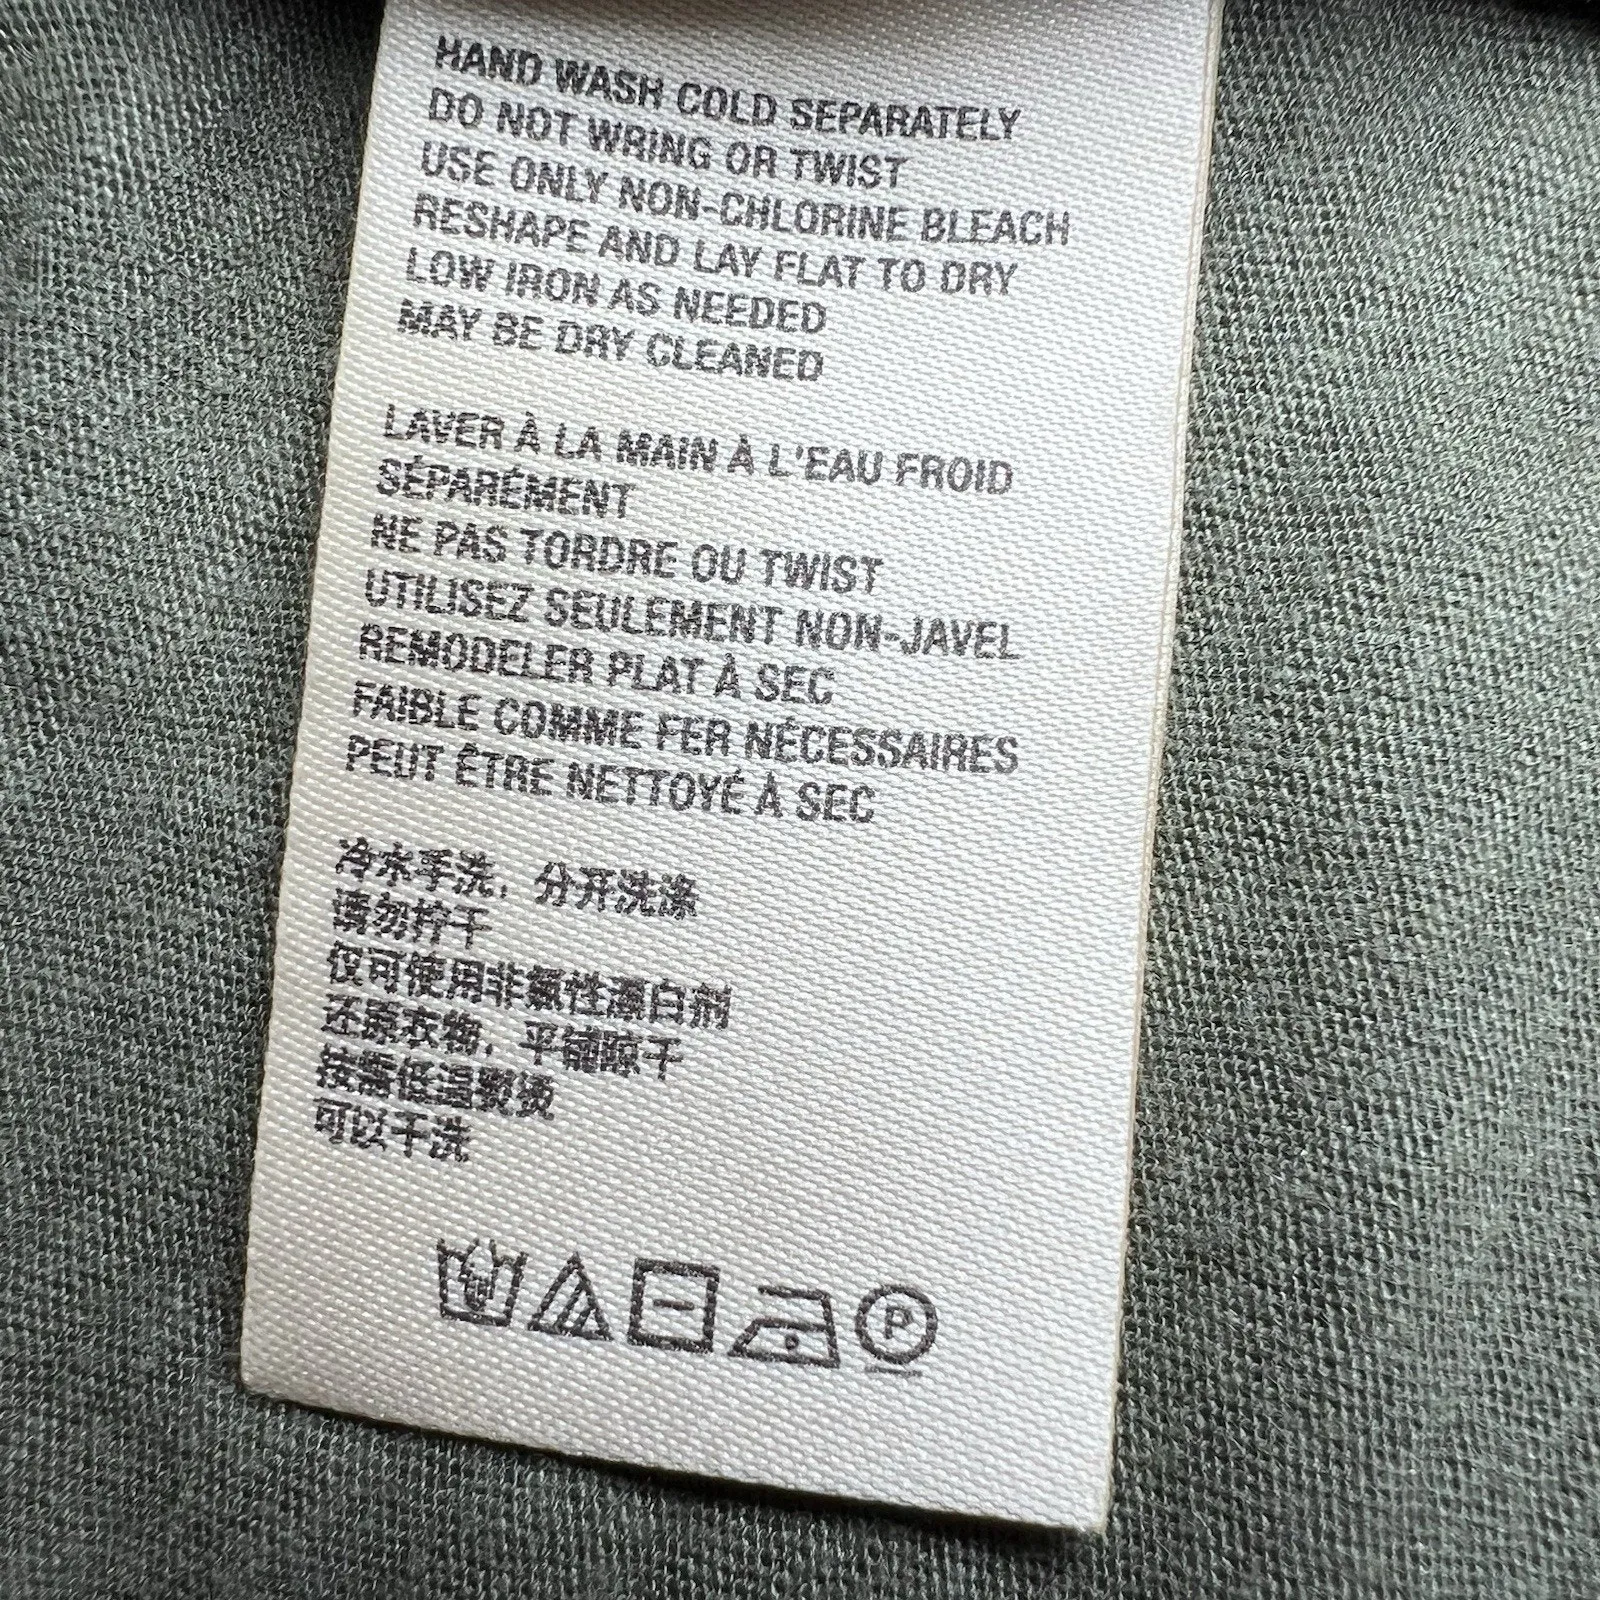 HAND WASH COLD SEPARATELY
DO NOT WRING OR TWIST
USE ONLY NON-CHLORINE BLEACH
RESHAPE AND LAY FLAT TO DRY
LOW IRON AS NEEDED
MAY BE DRY CLEANED
LAVER À LA MAIN À L'EAU FROID
SÉPARÉMENT
NE PAS TORDRE OU TWIST
UTILISEZ SEULEMENT NON-JAVEL
REMODELER PLAT À SEC
FAIBLE COMME FER NÉCESSAIRES
PEUT ÊTRE NETTOYÉ À SEC
冷水手洗，分开洗涤
请勿拧干
仅可使用非氯性漂白剂
还原衣物，平铺晾干
按需低温熨烫
可以干洗
P